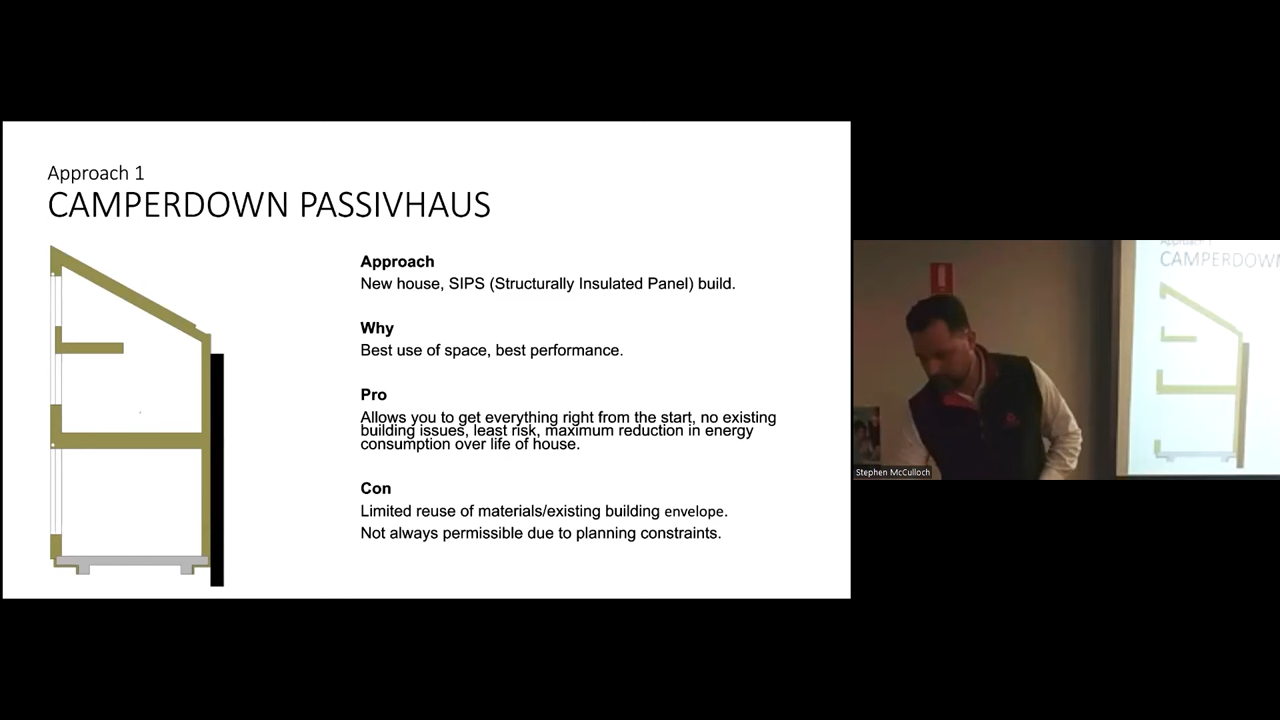 Approach 1
CAMPERDOWN PASSIVHAUS
Approach
New house, SIPS (Structurally Insulated Panel) build.
Why
Best use of space, best performance.
Pro
Allows you to get everything right from the start, no existing
building issues, least risk, maximum reduction in energy
consumption over life of house.
Con
Limited reuse of materials/existing building envelope.
Not always permissible due to planning constraints.
Approach 1
CAMPERDOWN
Stephen McCulloch